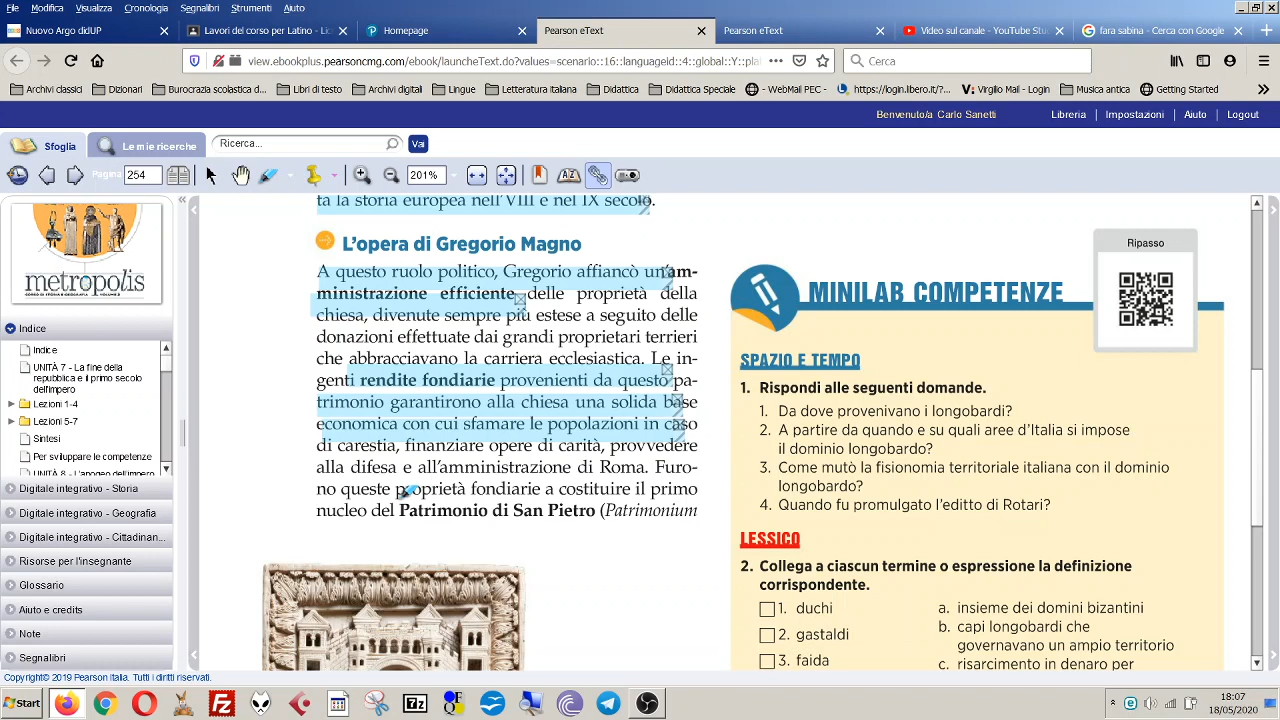 File Modifica Visualizza Cronologia Segnalibri Strumenti Aiuto
Nuovo Argo didUP
Lavori del corso per Latino - Lic
Homepage
Pearson eText
Pearson eText
Video sul canale - YouTube Stu
fara sabina - Cerca con Google
view.ebookplus.pearsoncmg.com/ebook/launcheText.do?values=scenario::16::languageid::4::global::Y::pla
Cerca
Archivi classici Dizionari Burocrazia scolastica d... Libri di testo Archivi digitali Lingue Letteratura italiana Didattica Didattica Speciale - WebMail PEC - https://login.libero.it/?... Virgilio Mail - Login Musica antica Getting Started
Benvenuto/a Carlo Sanetti
Libreria Impostazioni Aiuto Logout
Sfoglia Le mie ricerche Ricerca... Vai
Pagina 254 201%
metropolis
CORSO DI STORIA E GEOGRAFIA • VOLUME 2
Indice
Indice
UNITÀ 7 - La fine della
repubblica e il primo secolo
dell'impero
Lezioni 1-4
Lezioni 5-7
Sintesi
Per sviluppare le competenze
UNITÀ 8 - L'apogeo dell'impero
Digitale integrativo - Storia
Digitale integrativo - Geografia
Digitale integrativo - Cittadinan...
Risorse per l'insegnante
Glossario
Aiuto e crediti
Note
Segnalibri
ta la storia europea nell'VIII e nel IX secolo.
L'opera di Gregorio Magno
A questo ruolo politico, Gregorio affiancò un'am-
ministrazione efficiente delle proprietà della
chiesa, divenute sempre più estese a seguito delle
donazioni effettuate dai grandi proprietari terrieri
che abbracciavano la carriera ecclesiastica. Le in-
genti rendite fondiarie provenienti da questo pa-
trimonio garantirono alla chiesa una solida base
economica con cui sfamare le popolazioni in caso
di carestia, finanziare opere di carità, provvedere
alla difesa e all'amministrazione di Roma. Furo-
no queste proprietà fondiarie a costituire il primo
nucleo del Patrimonio di San Pietro (Patrimonium
Ripasso
MINILAB COMPETENZE
SPAZIO E TEMPO
1. Rispondi alle seguenti domande.
1. Da dove provenivano i longobardi?
2. A partire da quando e su quali aree d'Italia si impose
il dominio longobardo?
3. Come mutò la fisionomia territoriale italiana con il dominio
longobardo?
4. Quando fu promulgato l'editto di Rotari?
LESSICO
2. Collega a ciascun termine o espressione la definizione
corrispondente.
1. duchi
2. gastaldi
3. faida
a. insieme dei domini bizantini
b. capi longobardi che
governavano un ampio territorio
c. risarcimento in denaro per
Copyright© 2019 Pearson Italia. Tutti i diritti riservati.
Start
18:07
18/05/2020